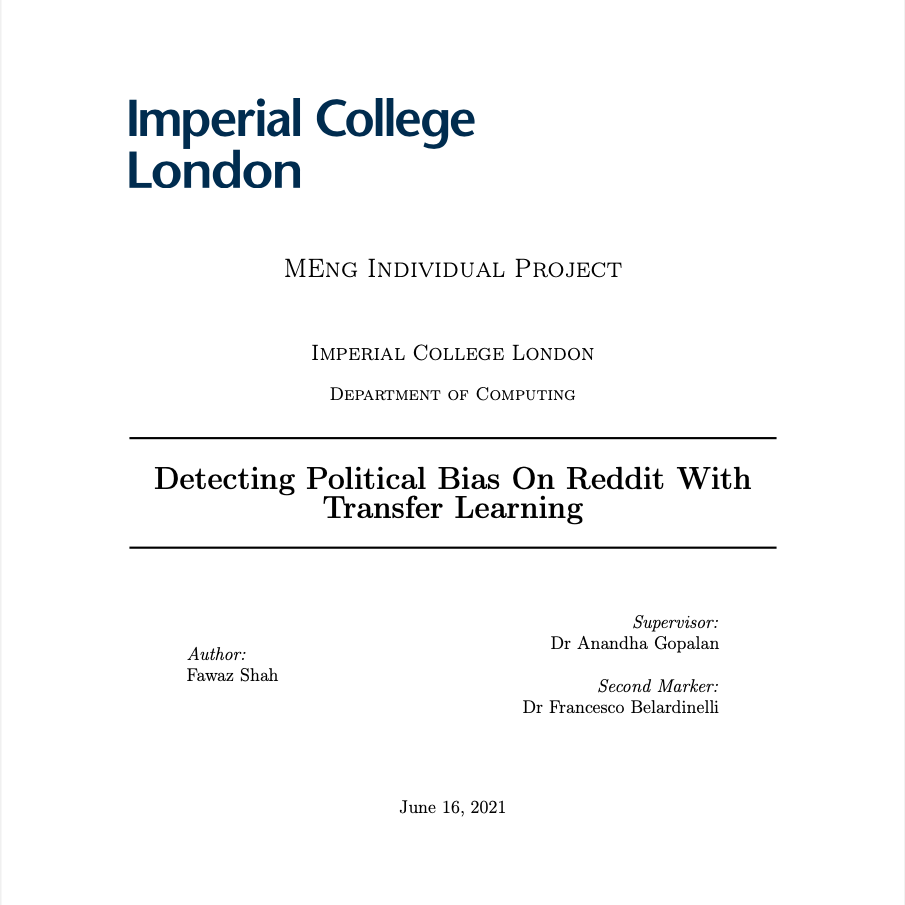 Imperial College
London
MEng Individual Project
Imperial College London
Department of Computing
Detecting Political Bias On Reddit With
Transfer Learning
Author:
Fawaz Shah
Supervisor:
Dr Anandha Gopalan
Second Marker:
Dr Francesco Belardinelli
June 16, 2021